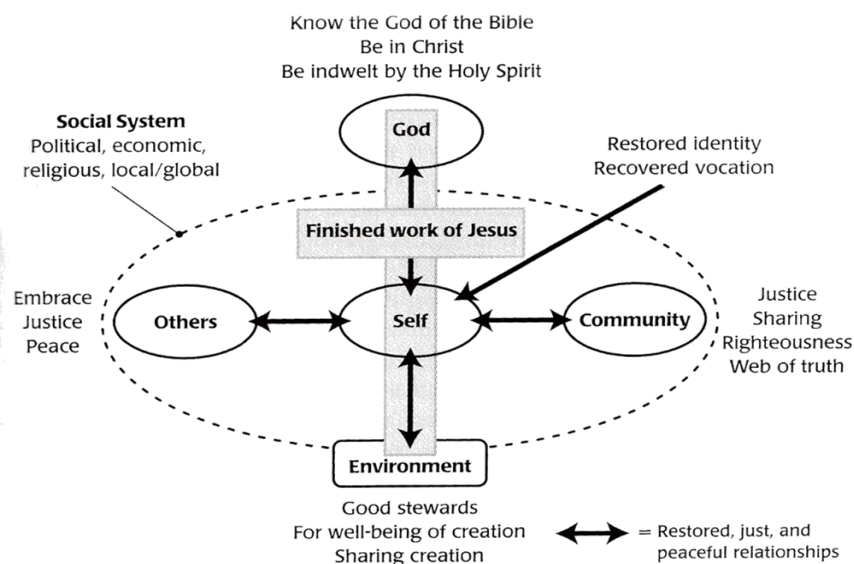 Know the God of the Bible
Be in Christ
Be indwelt by the Holy Spirit
God
Social System
Political, economic,
religious, local/global
Restored identity
Recovered vocation
Finished work of Jesus
Embrace
Justice
Peace
Others
Self
Community
Justice
Sharing
Righteousness
Web of truth
Environment
Good stewards
For well-being of creation
Sharing creation
= Restored, just, and
peaceful relationships